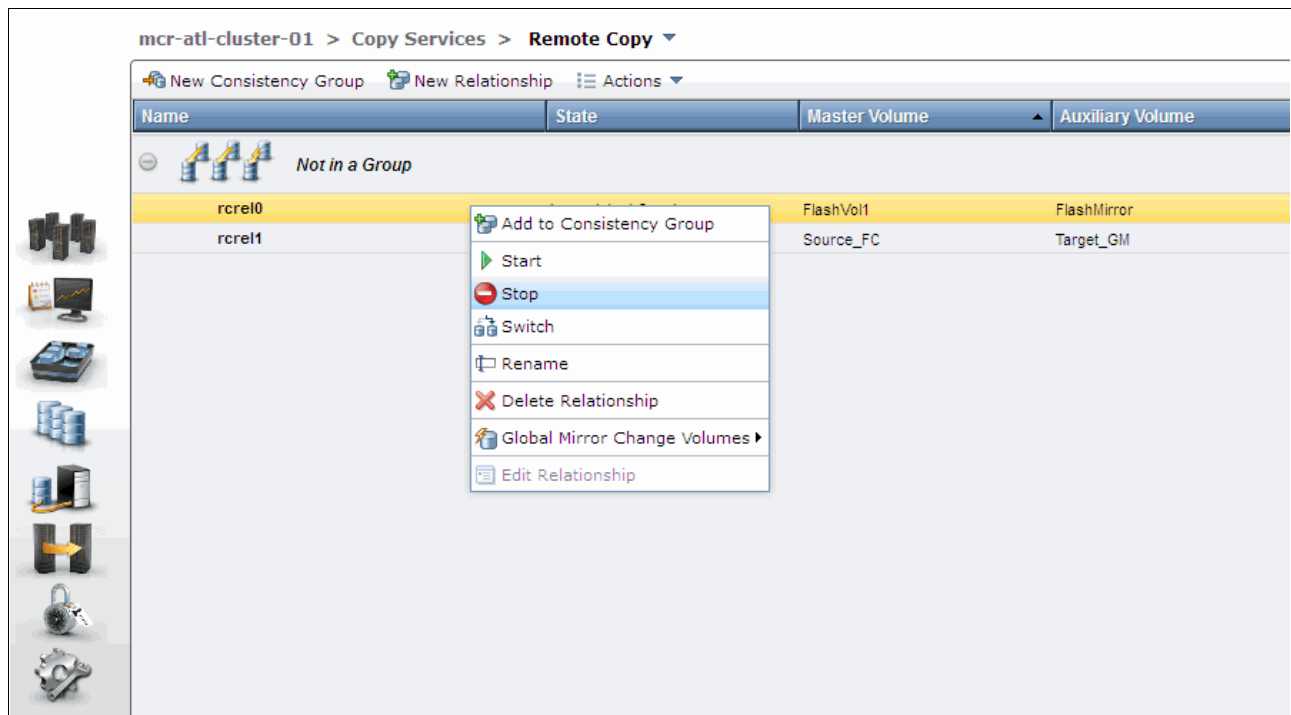 mcr-atl-cluster-01 > Copy Services > Remote Copy
New Consistency Group New Relationship Actions
Name State Master Volume Auxiliary Volume
Not in a Group
rcrel0 FlashVol1 FlashMirror
rcrel1 Source_FC Target_GM
Add to Consistency Group
Start
Stop
Switch
Rename
Delete Relationship
Global Mirror Change Volumes
Edit Relationship